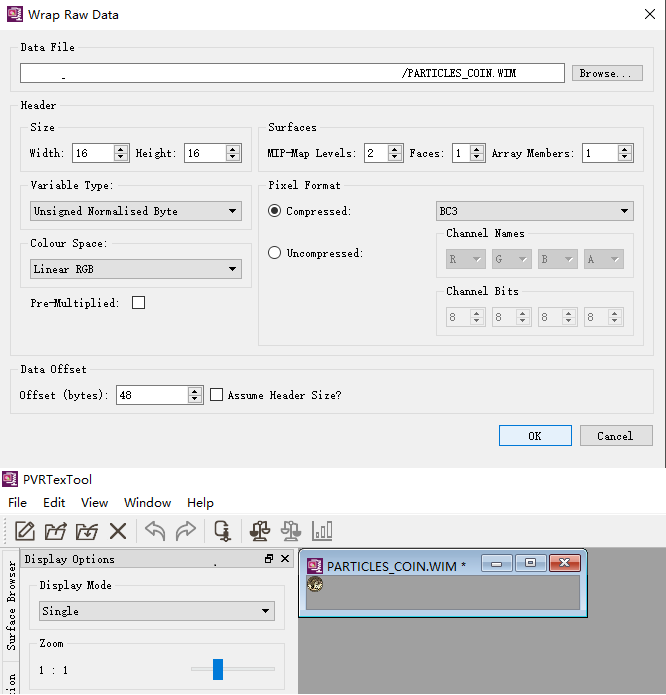 Wrap Raw Data
Data File
/PARTICLES_COIN.WIM Browse...
Header
Size
Width: 16 Height: 16
Surfaces
MIP-Map Levels: 2 Faces: 1 Array Members: 1
Variable Type:
Unsigned Normalised Byte
Pixel Format
Compressed: BC3
Colour Space:
Linear RGB
Uncompressed:
Channel Names
R G B A
Pre-Multiplied:
Channel Bits
8 8 8 8
Data Offset
Offset (bytes): 48 Assume Header Size?
OK Cancel
PVRTexTool
File Edit View Window Help
Surface Browser
Display Options
Display Mode
Single
Zoom
1 : 1
PARTICLES_COIN.WIM *